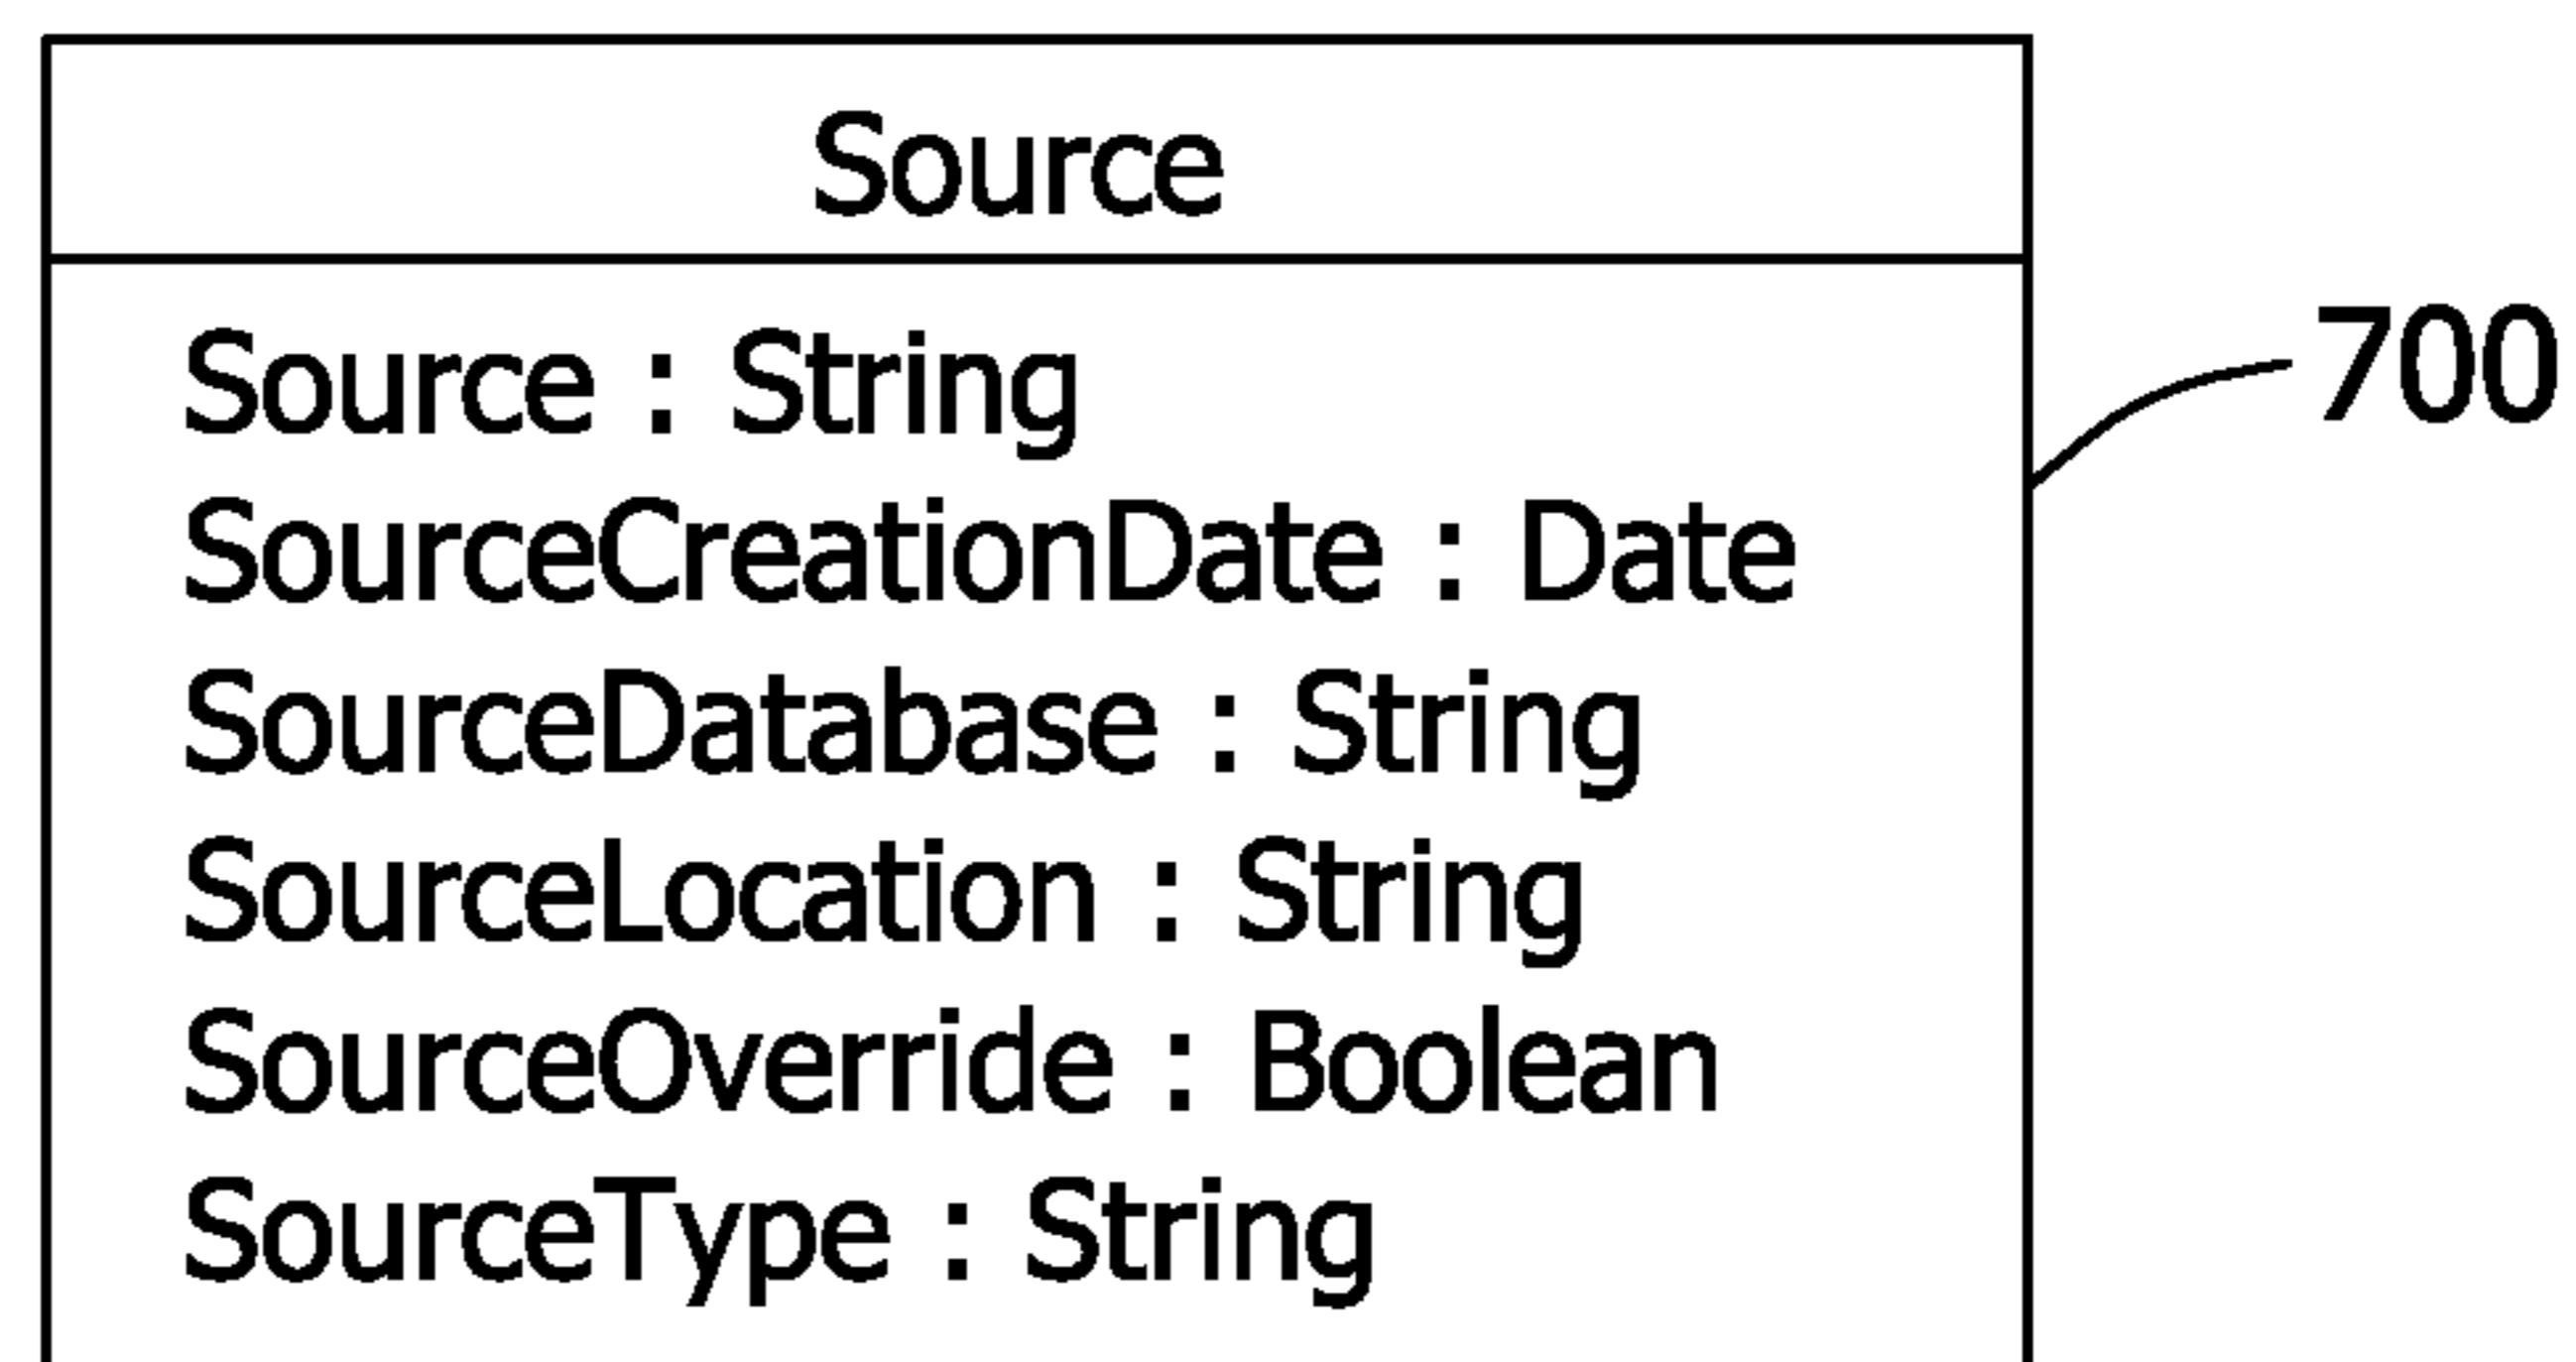 Source
Source : String
700
SourceCreationDate : Date
SourceDatabase : String
SourceLocation : String
SourceOverride : Boolean
SourceType : String